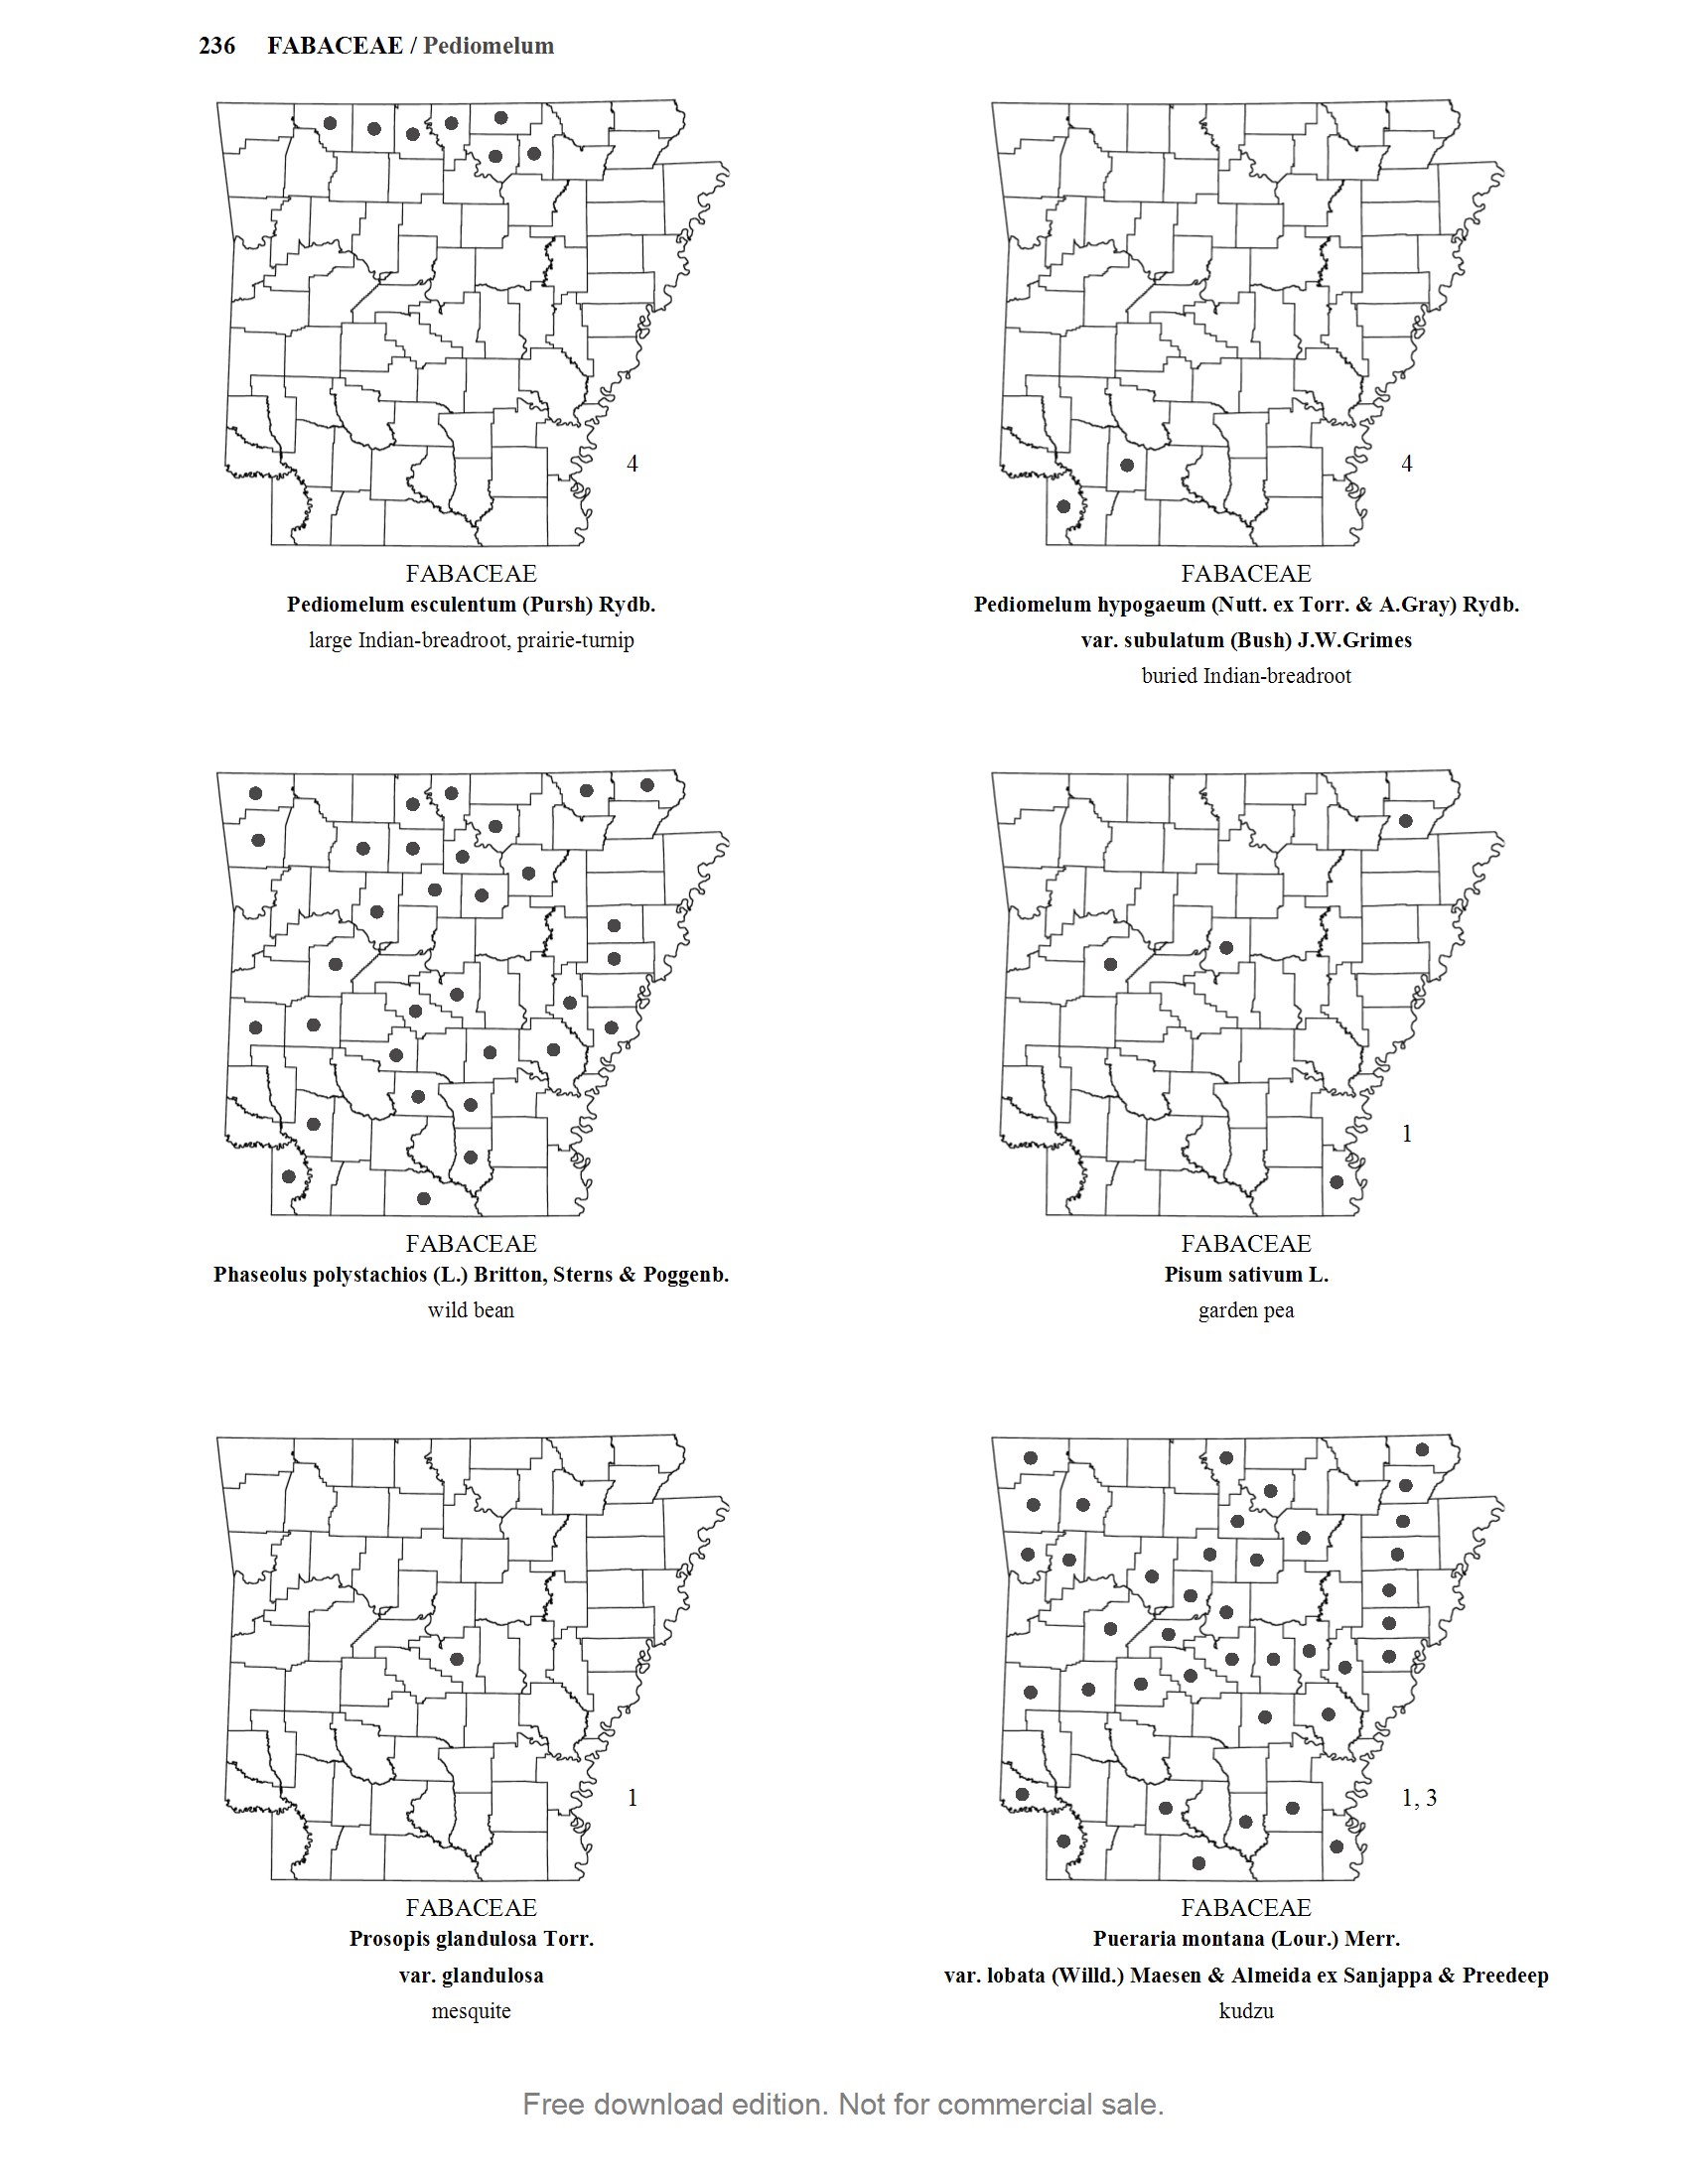 236 FABACEAE / Pediomelum
4
FABACEAE
Pediomelum esculentum (Pursh) Rydb.
large Indian-breadroot, prairie-turnip
4
FABACEAE
Pediomelum hypogaeum (Nutt. ex Torr. & A.Gray) Rydb.
var. subulatum (Bush) J.W.Grimes
buried Indian-breadroot
FABACEAE
Phaseolus polystachios (L.) Britton, Sterns & Poggenb.
wild bean
1
FABACEAE
Pisum sativum L.
garden pea
1
FABACEAE
Prosopis glandulosa Torr.
var. glandulosa
mesquite
1, 3
FABACEAE
Pueraria montana (Lour.) Merr.
var. lobata (Willd.) Maesen & Almeida ex Sanjappa & Preedeep
kudzu
Free download edition. Not for commercial sale.